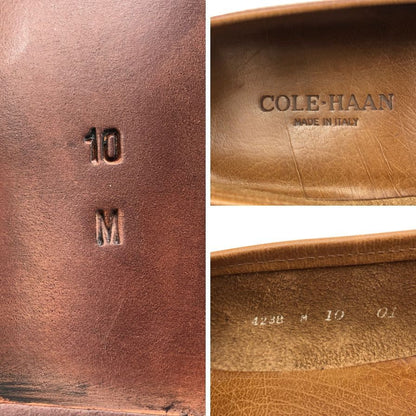 10
M
COLE·HAAN
MADE IN ITALY
4238 M 10 01